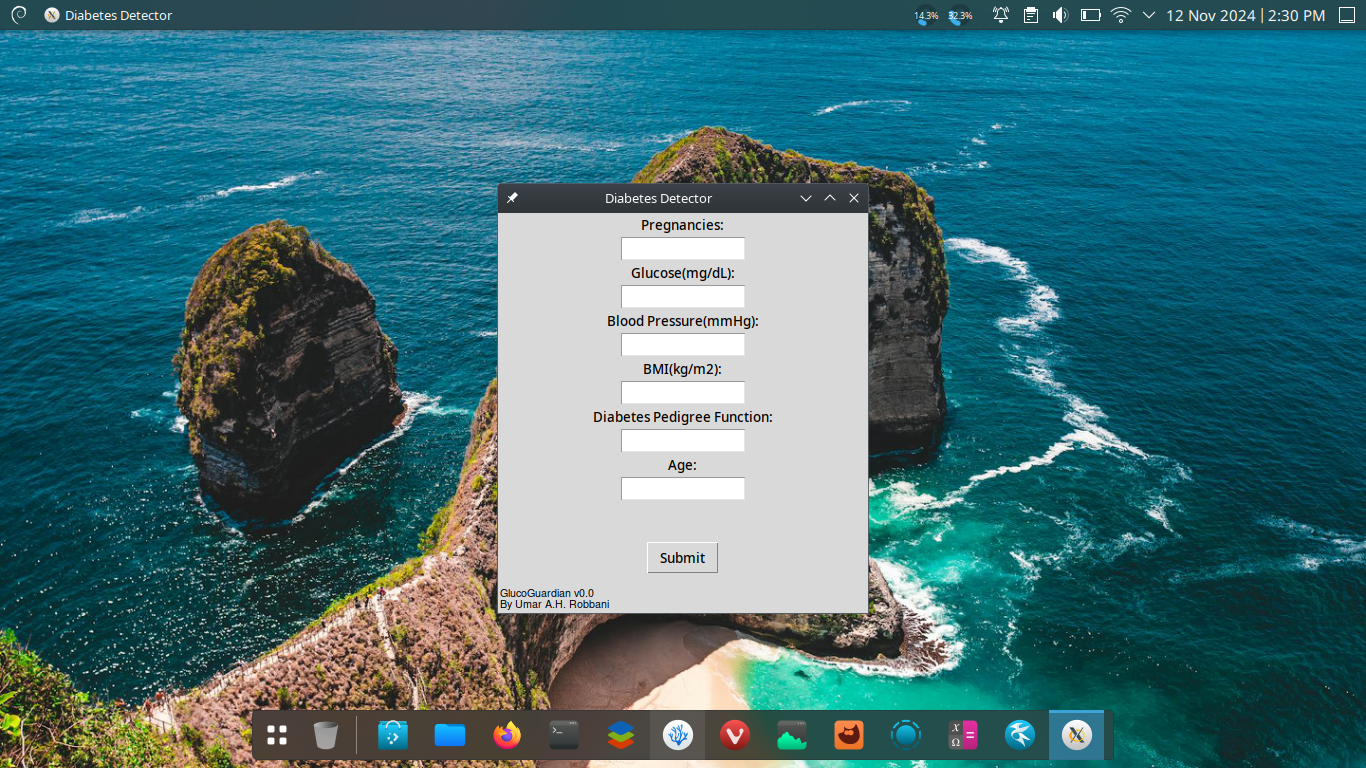 Diabetes Detector
14.3%
32.3%
12 Nov 2024 | 2:30 PM
Diabetes Detector
Pregnancies:
Glucose(mg/dL):
Blood Pressure(mmHg):
BMI(kg/m2):
Diabetes Pedigree Function:
Age:
Submit
GlucoGuardian v0.0
By Umar A.H. Robbani
X
Ω